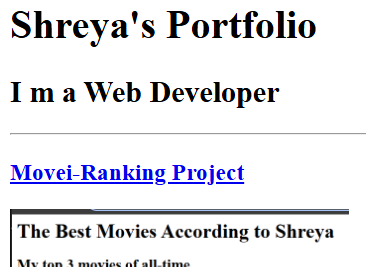 Shreya's Portfolio
I m a Web Developer
Movei-Ranking Project
The Best Movies According to Shreya
My top 3 movies of all-time